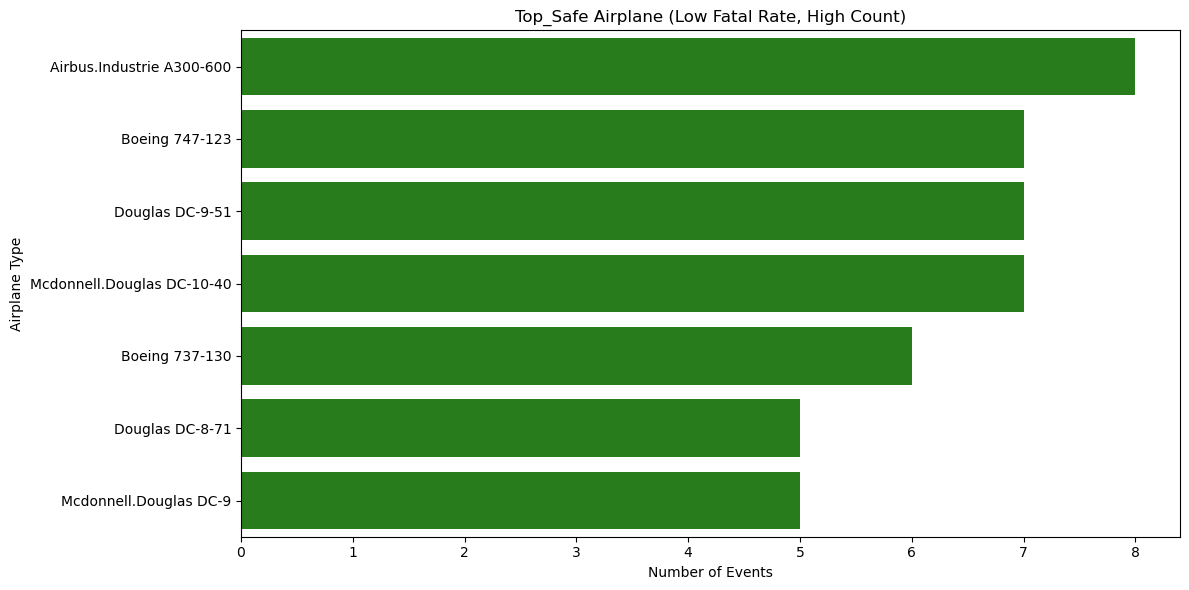 Top_Safe Airplane (Low Fatal Rate, High Count)
Airplane Type
Airbus.Industrie A300-600
Boeing 747-123
Douglas DC-9-51
Mcdonnell.Douglas DC-10-40
Boeing 737-130
Douglas DC-8-71
Mcdonnell.Douglas DC-9
0 1 2 3 4 5 6 7 8
Number of Events